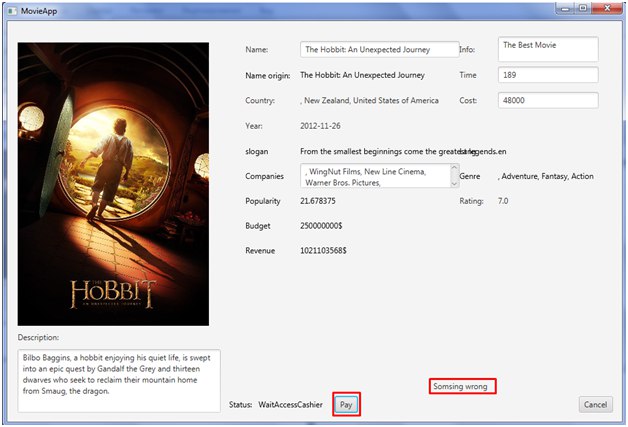 MovieApp
Name: The Hobbit: An Unexpected Journey Info: The Best Movie
Name origin: The Hobbit: An Unexpected Journey Time 189
Country: , New Zealand, United States of America Cost: 48000
Year: 2012-11-26
slogan From the smallest beginnings come the greatest legends.en
Companies , WingNut Films, New Line Cinema, Warner Bros. Pictures, Genre , Adventure, Fantasy, Action
Popularity 21.678375 Rating: 7.0
Budget 250000000$
Revenue 1021103568$
THE
HOBBIT
AN UNEXPECTED JOURNEY
Description:
Bilbo Baggins, a hobbit enjoying his quiet life, is swept
into an epic quest by Gandalf the Grey and thirteen
dwarves who seek to reclaim their mountain home
from Smaug, the dragon.
Somsing wrong
Status: WaitAccessCashier Pay Cancel